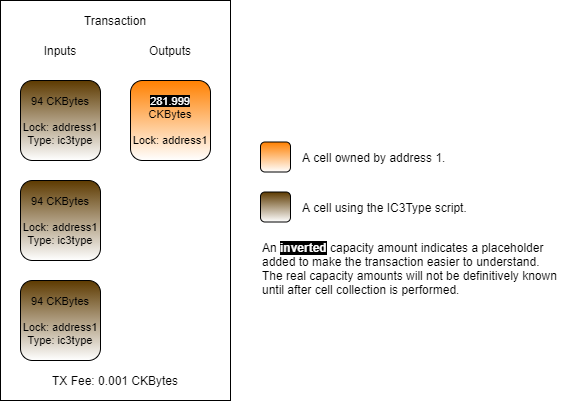 Transaction
Inputs
Outputs
94 CKBytes
Lock: address1
Type: ic3type
281.999
CKBytes
Lock: address1
94 CKBytes
Lock: address1
Type: ic3type
94 CKBytes
Lock: address1
Type: ic3type
TX Fee: 0.001 CKBytes
A cell owned by address 1.
A cell using the IC3Type script.
An inverted capacity amount indicates a placeholder
added to make the transaction easier to understand.
The real capacity amounts will not be definitively known
until after cell collection is performed.